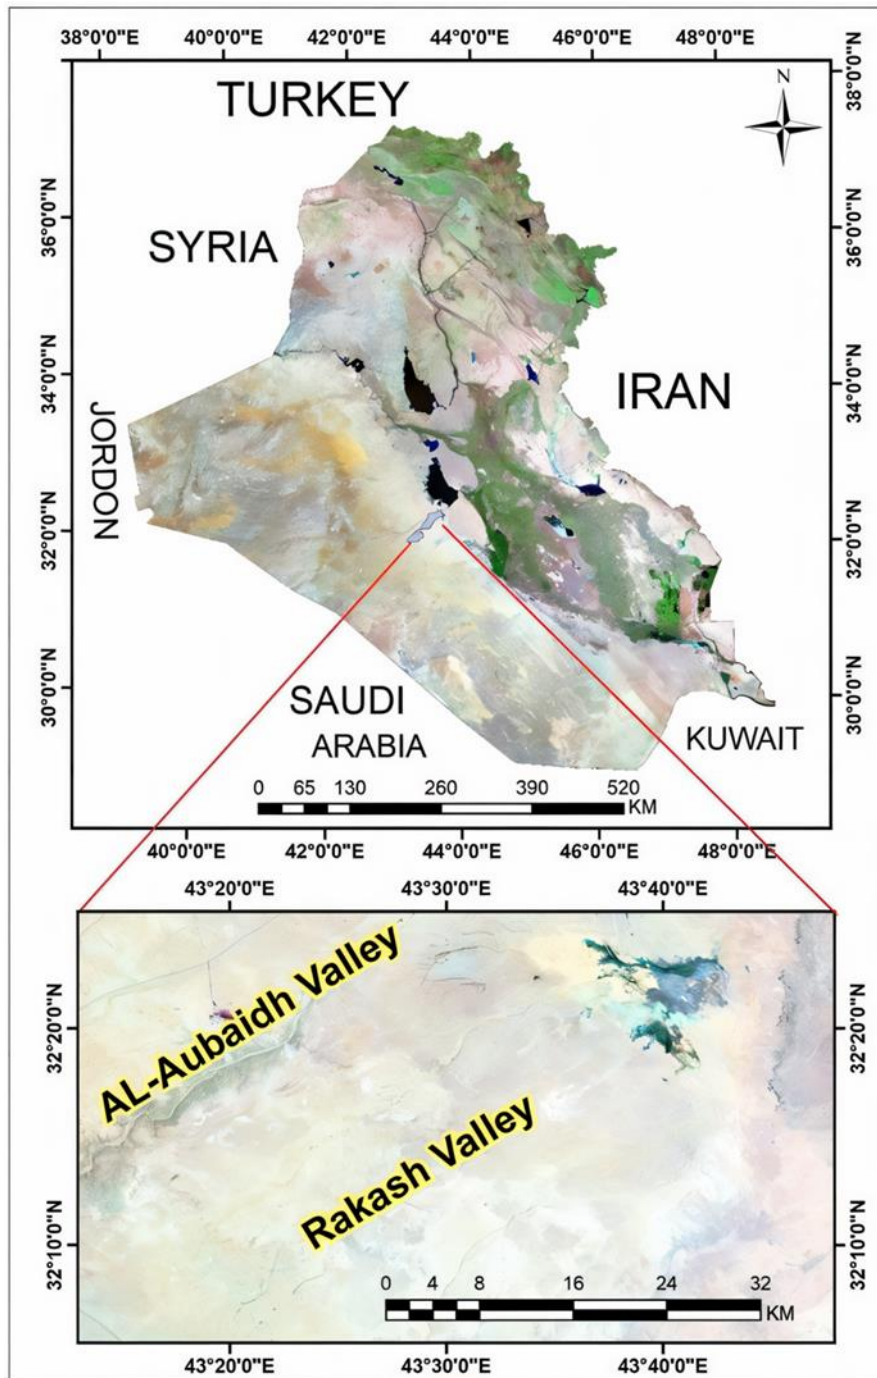 38°0'0"E 40°0'0"E 42°0'0"E 44°0'0"E 46°0'0"E 48°0'0"E
N
TURKEY
SYRIA
IRAN
JORDON
SAUDI
ARABIA
KUWAIT
36°0'0"N
34°0'0"N
32°0'0"N
30°0'0"N
38°0'0"N
36°0'0"N
34°0'0"N
32°0'0"N
30°0'0"N
0 65 130 260 390 520
KM
40°0'0"E 42°0'0"E 44°0'0"E 46°0'0"E 48°0'0"E
43°20'0"E 43°30'0"E 43°40'0"E
AL-Aubaidh Valley
Rakash Valley
32°20'0"N
32°10'0"N
32°20'0"N
32°10'0"N
0 4 8 16 24 32
KM
43°20'0"E 43°30'0"E 43°40'0"E